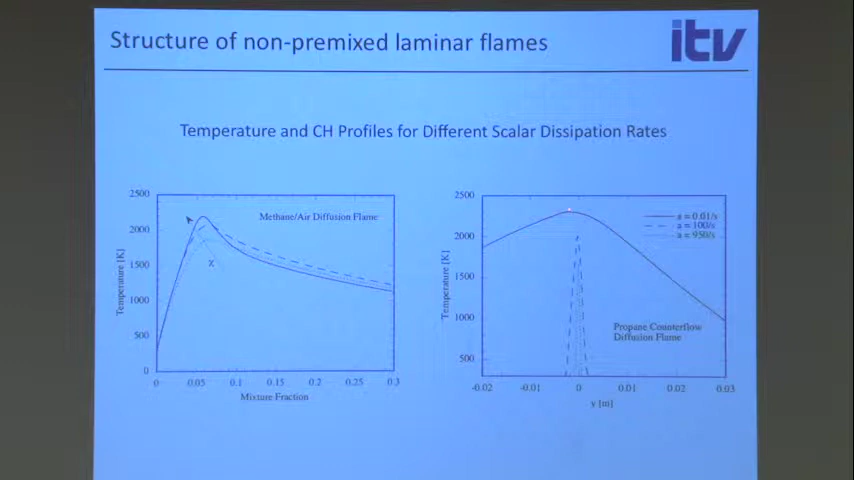 Structure of non-premixed laminar flames
itv
Temperature and CH Profiles for Different Scalar Dissipation Rates
2500
2000
1500
1000
500
0
Temperature [K]
Methane/Air Diffusion Flame
χ
0
0.05
0.1
0.15
0.2
0.25
0.3
Mixture Fraction
2500
2000
1500
1000
500
Temperature [K]
a = 0.01/s
a = 100/s
a = 950/s
Propane Counterflow
Diffusion Flame
-0.02
-0.01
0
0.01
0.02
0.03
y [m]